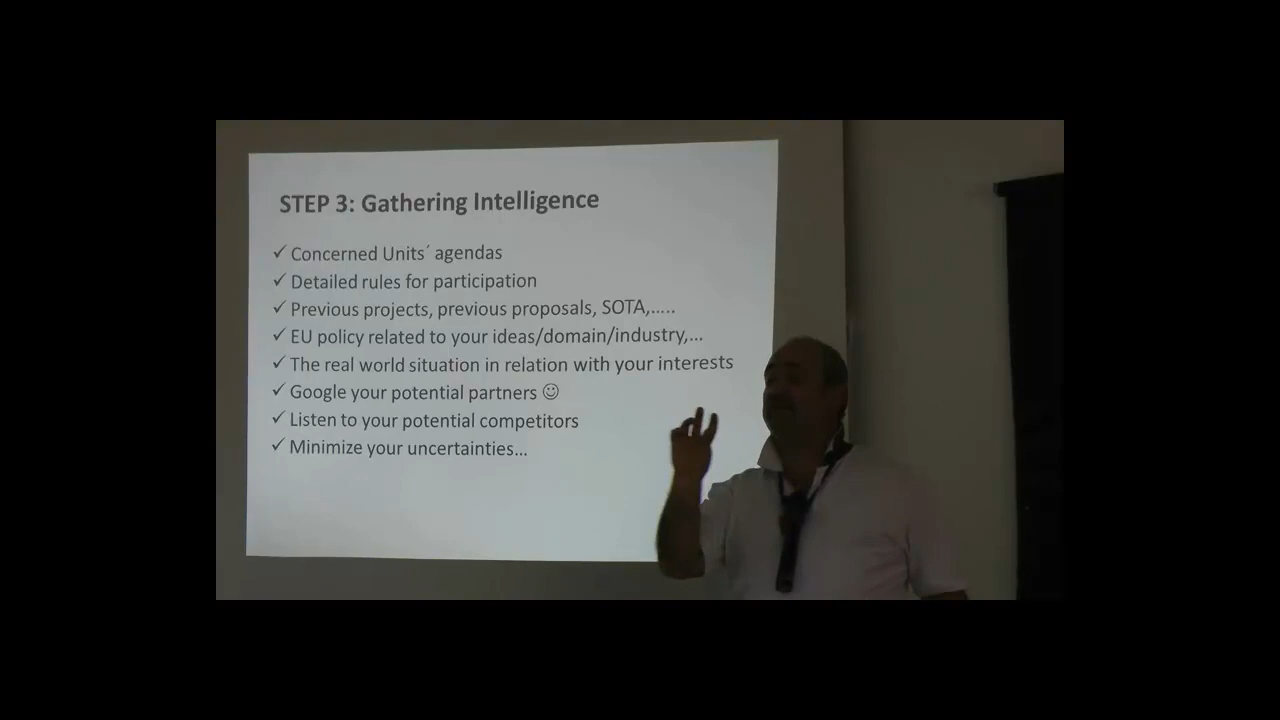 STEP 3: Gathering Intelligence
✓ Concerned Units´ agendas
✓ Detailed rules for participation
✓ Previous projects, previous proposals, SOTA,.....
✓ EU policy related to your ideas/domain/industry,...
✓ The real world situation in relation with your interests
✓ Google your potential partners ☺
✓ Listen to your potential competitors
✓ Minimize your uncertainties...